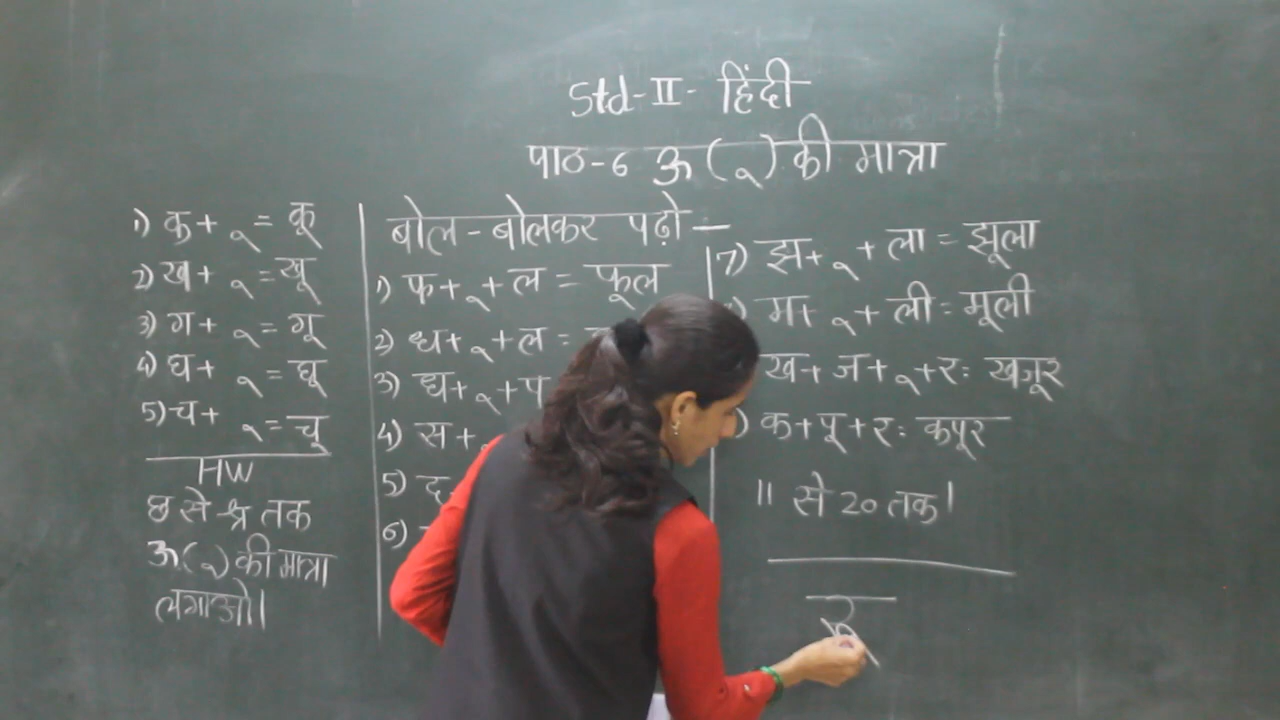 Std-II- हिंदी
पाठ-6 ऊ (ू) की मात्रा
1) क + ू = कू
2) ख + ू = खू
3) ग + ू = गू
4) घ + ू = घू
5) च + ू = चू
HW
छ से श्र तक
ऊ (ू) की मात्रा
लगाओ।
बोल-बोलकर पढ़ो —
1) फ + ू + ल = फूल
2) ध + ू + ल =
3) ध + ू + प
4) स +
5) द
6)
7) झ + ू + ला = झूला
म + ू + ली = मूली
ख + ज + ू + र = खजूर
क + पू + र = कपूर
11 से 20 तक।